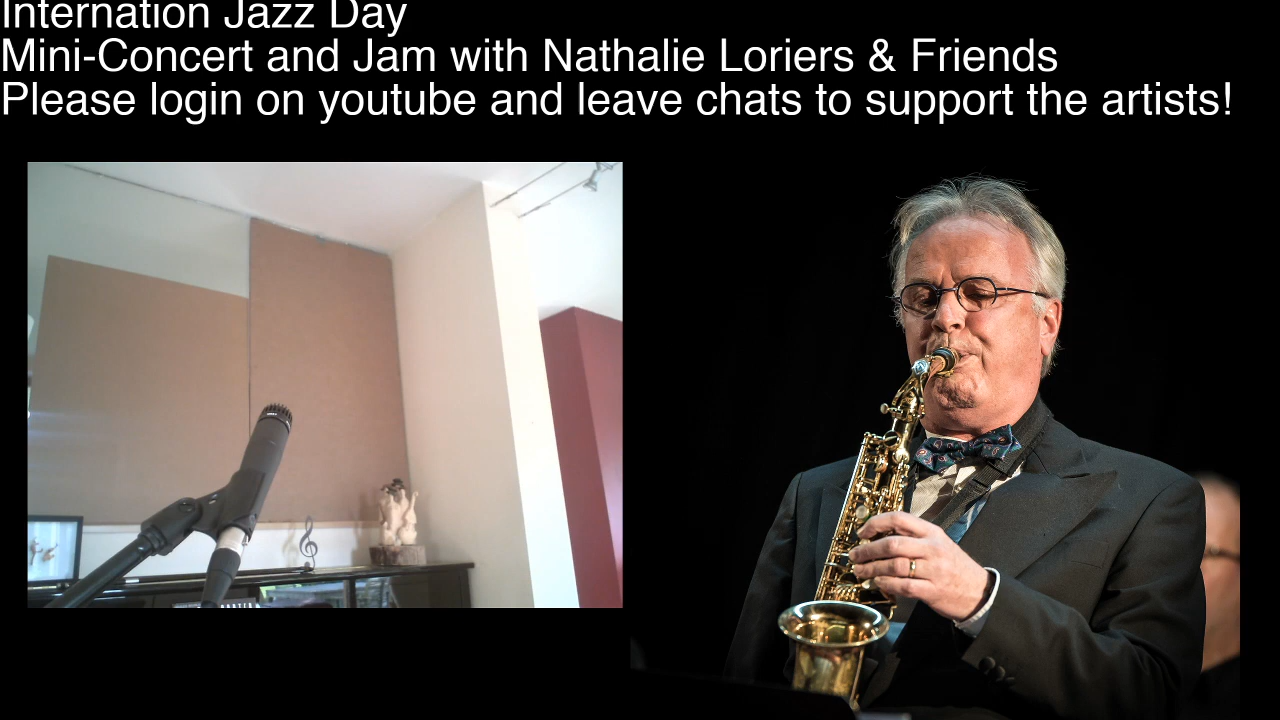 Internation Jazz Day
Mini-Concert and Jam with Nathalie Loriers & Friends
Please login on youtube and leave chats to support the artists!